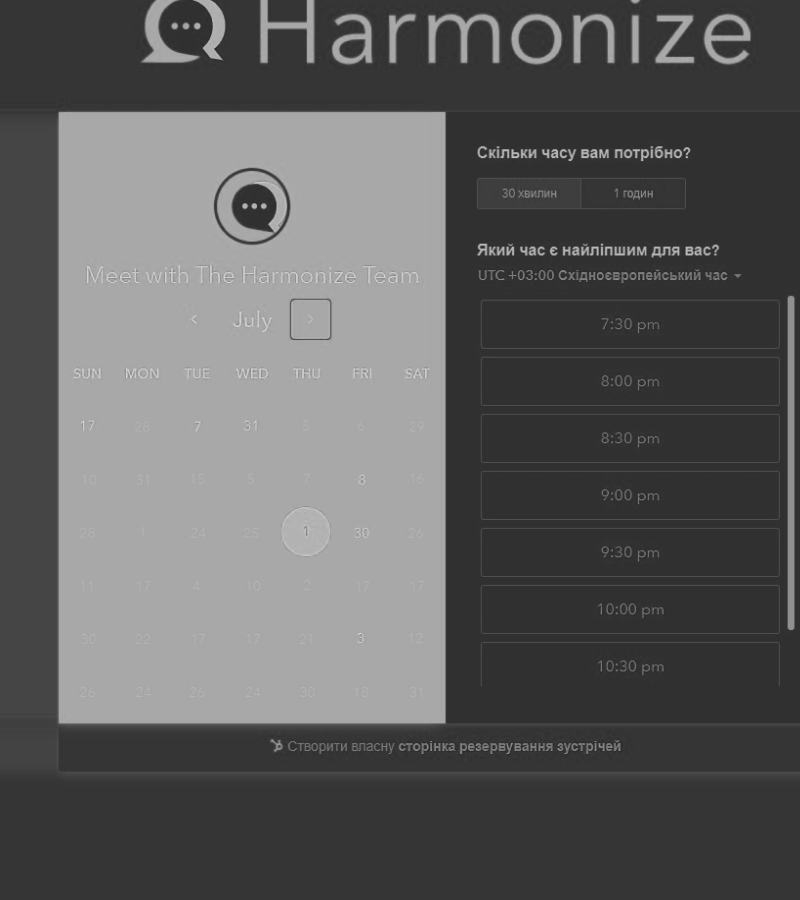 Harmonize
Meet with The Harmonize Team
July
SUN MON TUE WED THU FRI SAT
17 28 7 31 5 6 29
10 31 15 5 7 8 16
28 1 24 25 1 30 26
11 17 4 10 2 17 17
30 22 17 17 21 3 12
26 24 26 24 30 18 31
Скільки часу вам потрібно?
30 хвилин 1 годин
Який час є найліпшим для вас?
UTC +03:00 Східноєвропейський час
7:30 pm
8:00 pm
8:30 pm
9:00 pm
9:30 pm
10:00 pm
10:30 pm
Створити власну сторінка резервування зустрічей